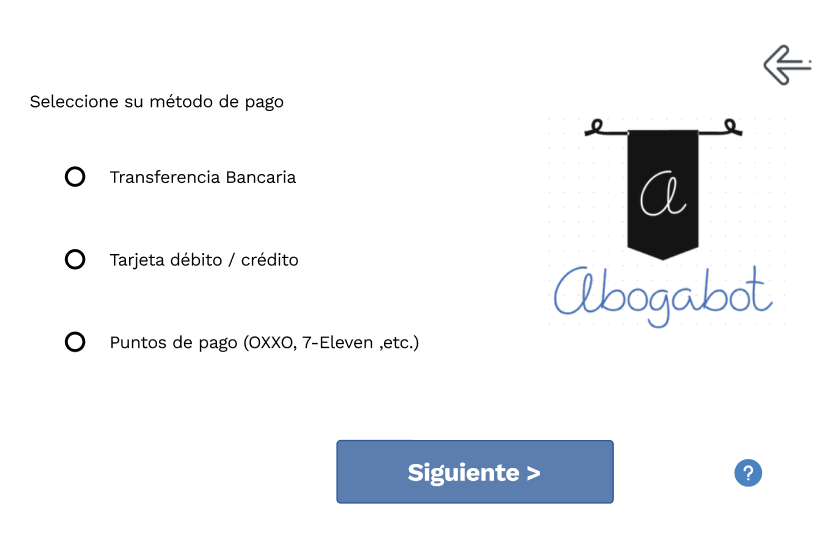 Seleccione su método de pago
Transferencia Bancaria
Tarjeta débito / crédito
Puntos de pago (OXXO, 7-Eleven ,etc.)
a
Abogabot
Siguiente >
?